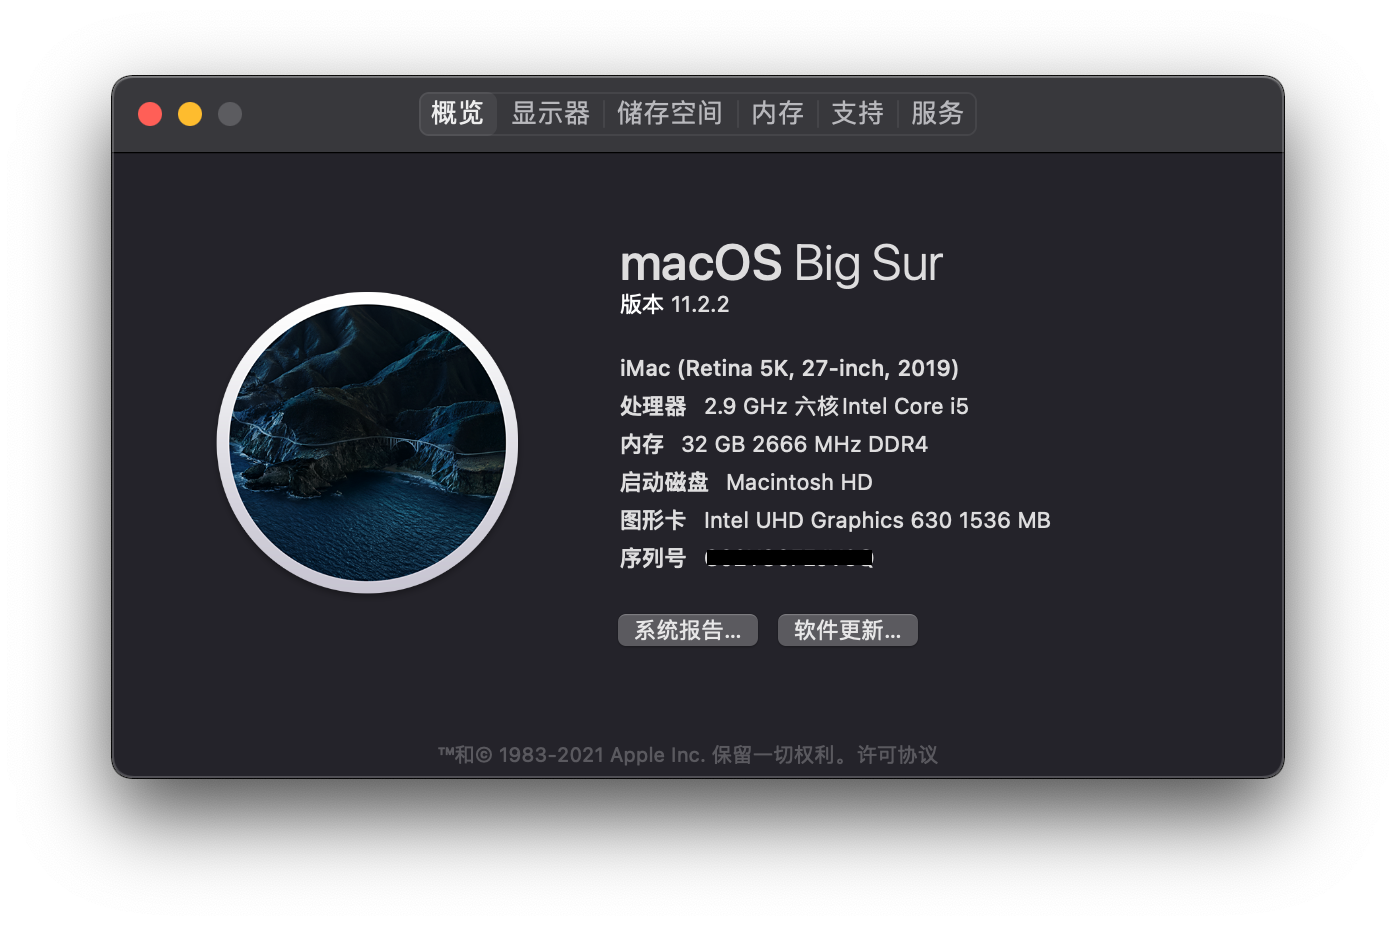 概览 显示器 储存空间 内存 支持 服务
macOS Big Sur
版本 11.2.2
iMac (Retina 5K, 27-inch, 2019)
处理器 2.9 GHz 六核Intel Core i5
内存 32 GB 2666 MHz DDR4
启动磁盘 Macintosh HD
图形卡 Intel UHD Graphics 630 1536 MB
序列号
系统报告... 软件更新...
™和© 1983-2021 Apple Inc. 保留一切权利。许可协议